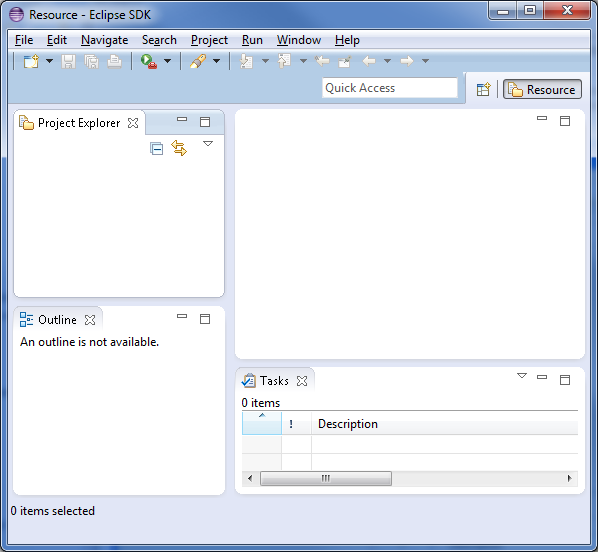 Resource - Eclipse SDK
File Edit Navigate Search Project Run Window Help
Quick Access
Resource
Project Explorer
Outline
An outline is not available.
Tasks
0 items
! Description
0 items selected